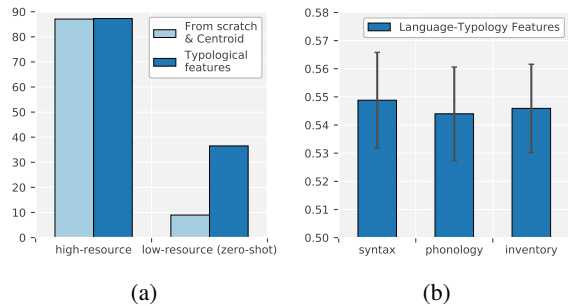 90
80
70
60
50
40
30
20
10
0
From scratch
& Centroid
Typological
features
high-resource
low-resource (zero-shot)
(a)
0.58
0.57
0.56
0.55
0.54
0.53
0.52
0.51
0.50
Language-Typology Features
syntax
phonology
inventory
(b)